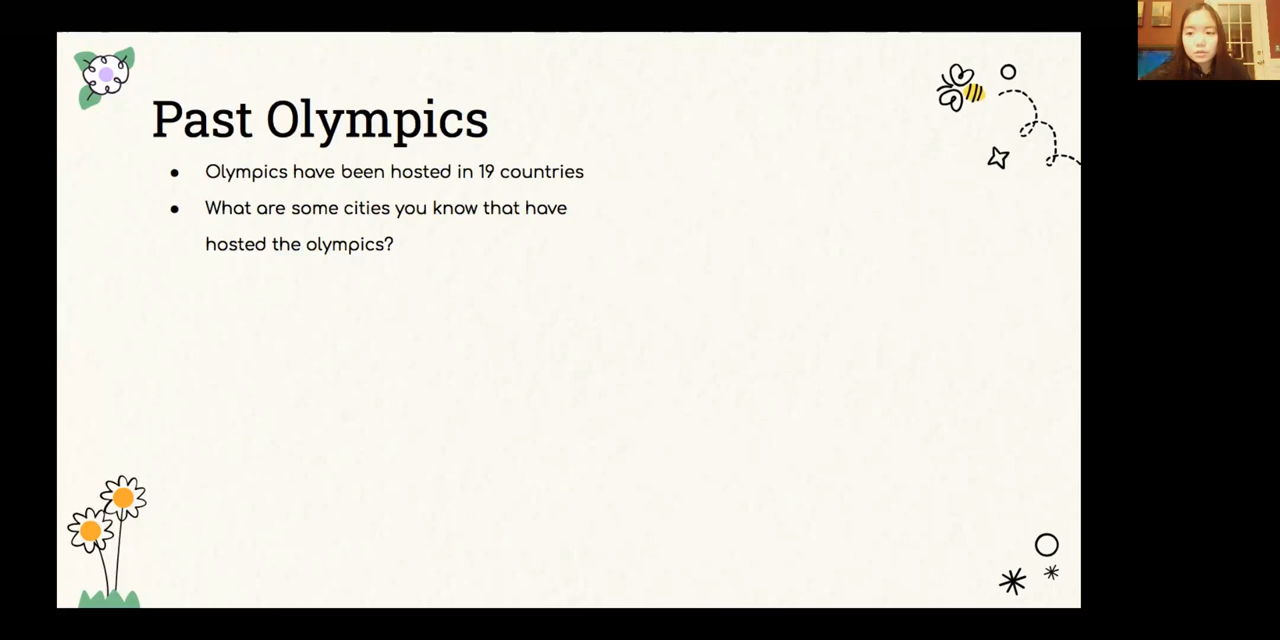 Past Olympics
● Olympics have been hosted in 19 countries
● What are some cities you know that have
hosted the olympics?